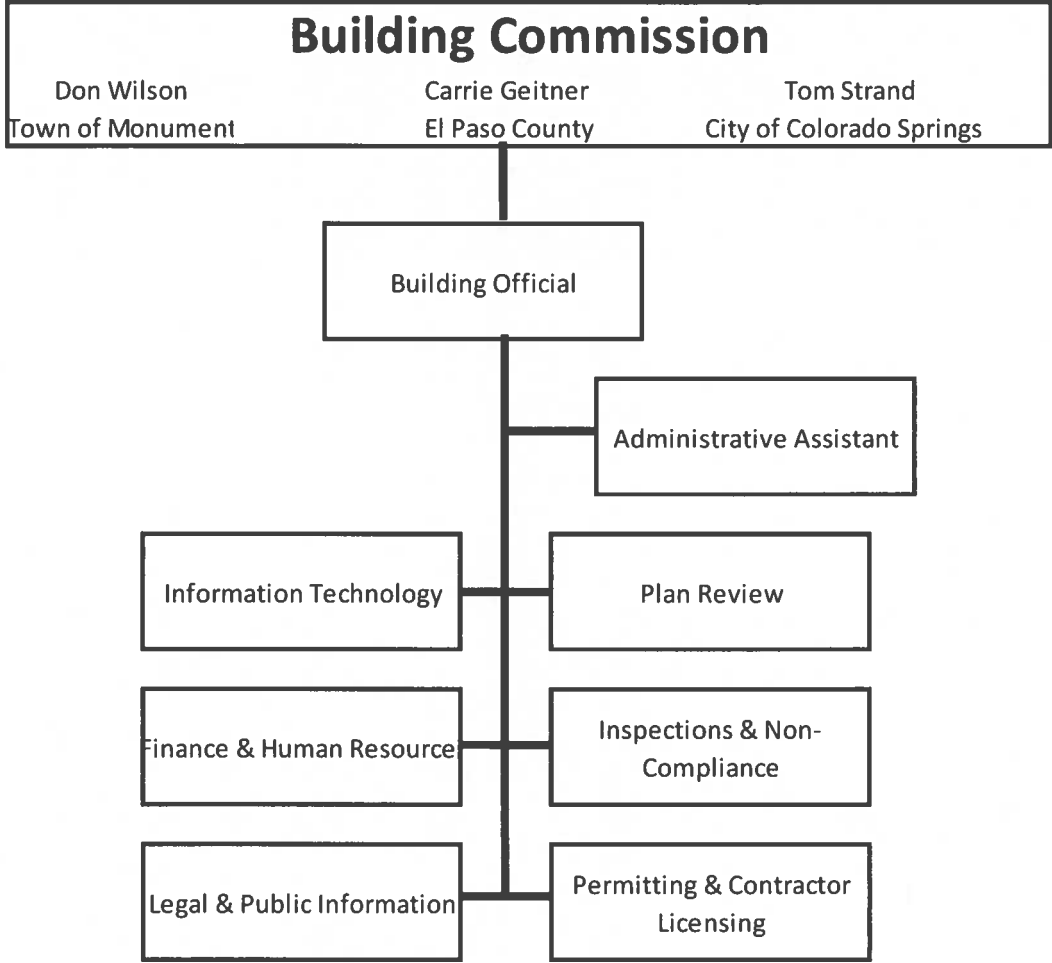 Building Commission
Don Wilson
Town of Monument
Carrie Geitner
El Paso County
Tom Strand
City of Colorado Springs
Building Official
Administrative Assistant
Information Technology
Plan Review
Finance & Human Resource
Inspections & Non-
Compliance
Legal & Public Information
Permitting & Contractor
Licensing